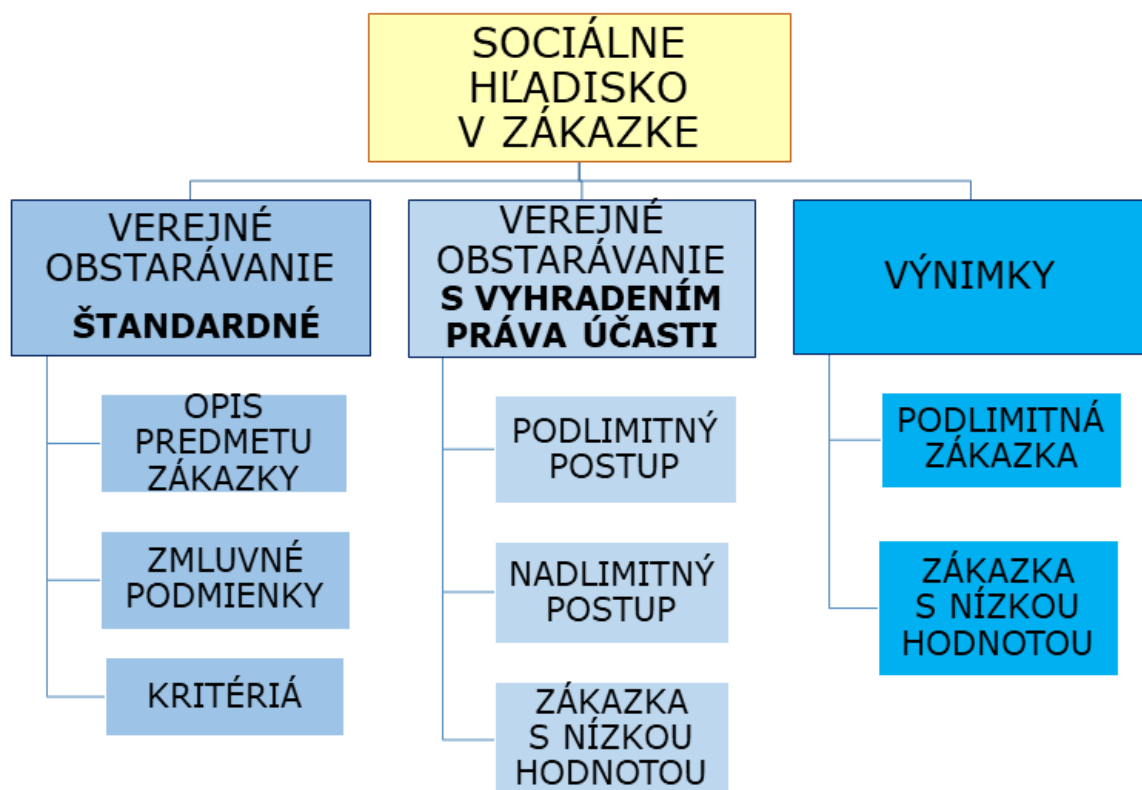 SOCIÁLNE
HĽADISKO
V ZÁKAZKE
VEREJNÉ
OBSTARÁVANIE
ŠTANDARDNÉ
OPIS
PREDMETU
ZÁKAZKY
ZMLUVNÉ
PODMIENKY
KRITÉRIÁ
VEREJNÉ
OBSTARÁVANIE
S VYHRADENÍM
PRÁVA ÚČASTI
PODLIMITNÝ
POSTUP
NADLIMITNÝ
POSTUP
ZÁKAZKA
S NÍZKOU
HODNOTOU
VÝNIMKY
PODLIMITNÁ
ZÁKAZKA
ZÁKAZKA
S NÍZKOU
HODNOTOU